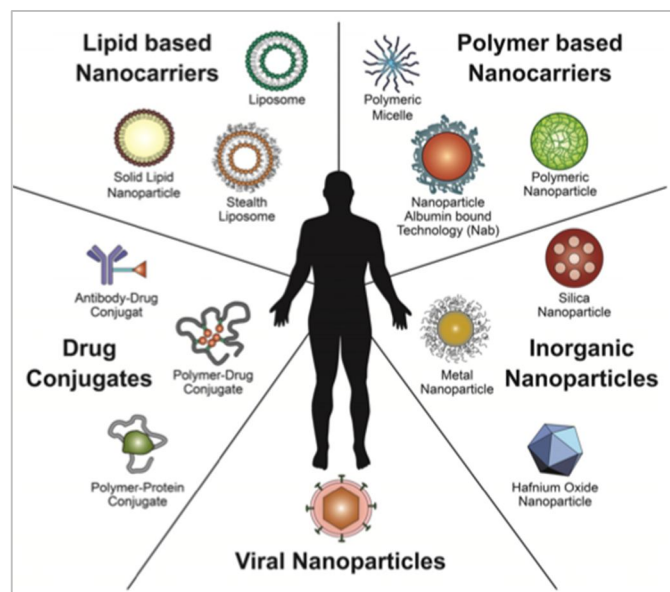 Lipid based
Nanocarriers
Liposome
Solid Lipid
Nanoparticle
Stealth
Liposome
Polymer based
Nanocarriers
Polymeric
Micelle
Nanoparticle
Albumin bound
Technology (Nab)
Polymeric
Nanoparticle
Antibody-Drug
Conjugat
Drug
Conjugates
Polymer-Drug
Conjugate
Polymer-Protein
Conjugate
Silica
Nanoparticle
Metal
Nanoparticle
Inorganic
Nanoparticles
Hafnium Oxide
Nanoparticle
Viral Nanoparticles